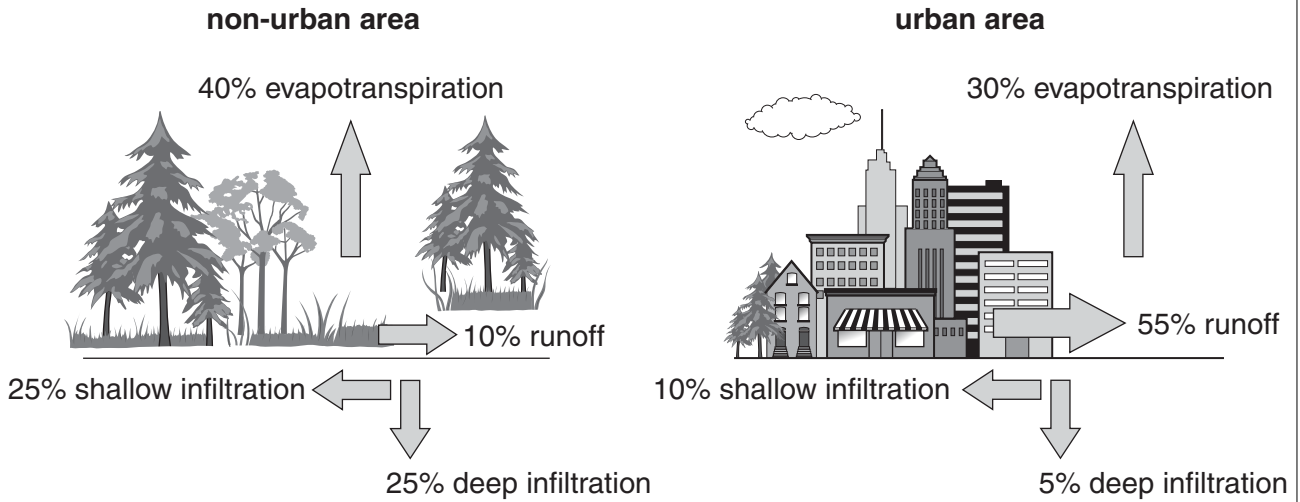 non-urban area
40% evapotranspiration
10% runoff
25% shallow infiltration
25% deep infiltration
urban area
30% evapotranspiration
55% runoff
10% shallow infiltration
5% deep infiltration